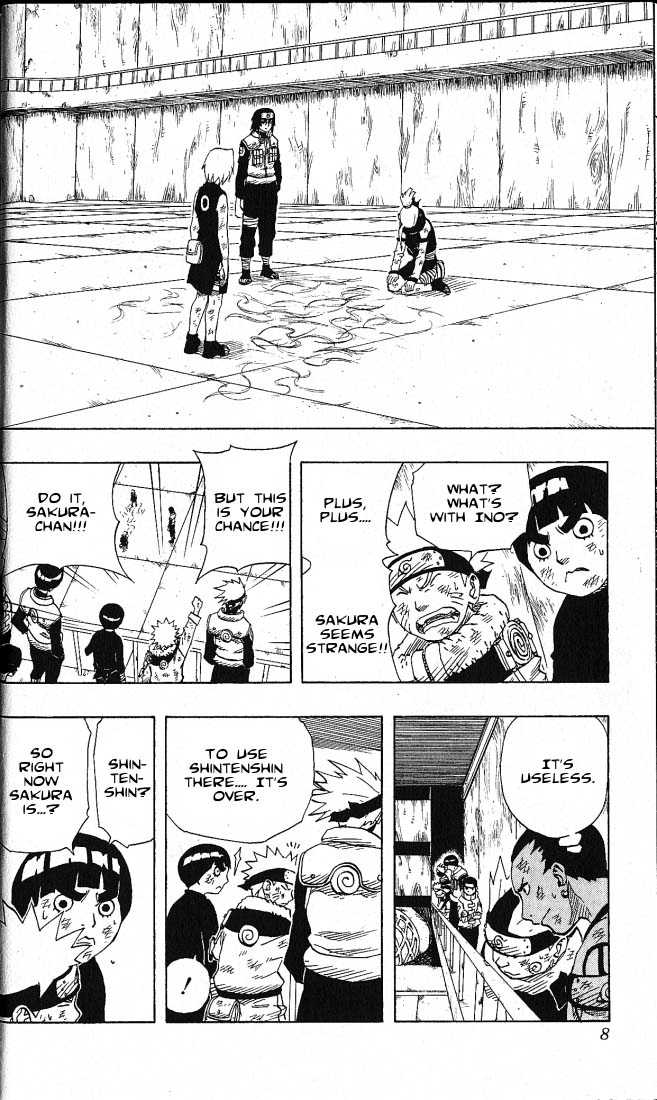 WHAT?
WHAT'S
WITH INO?
PLUS,
PLUS....
SAKURA
SEEMS
STRANGE!!
BUT THIS
IS YOUR
CHANCE!!!
DO IT,
SAKURA-
CHAN!!!
IT'S
USELESS.
TO USE
SHINTENSHIN
THERE.... IT'S
OVER.
!
SHIN-
TEN-
SHIN?
SO
RIGHT
NOW
SAKURA
IS...?
8